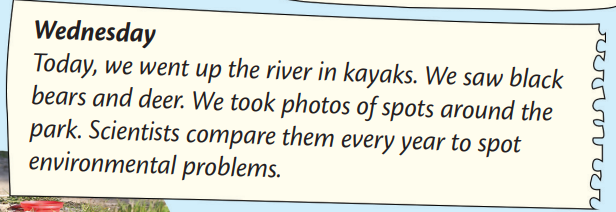 Wednesday
Today, we went up the river in kayaks. We saw black
bears and deer. We took photos of spots around the
park. Scientists compare them every year to spot
environmental problems.